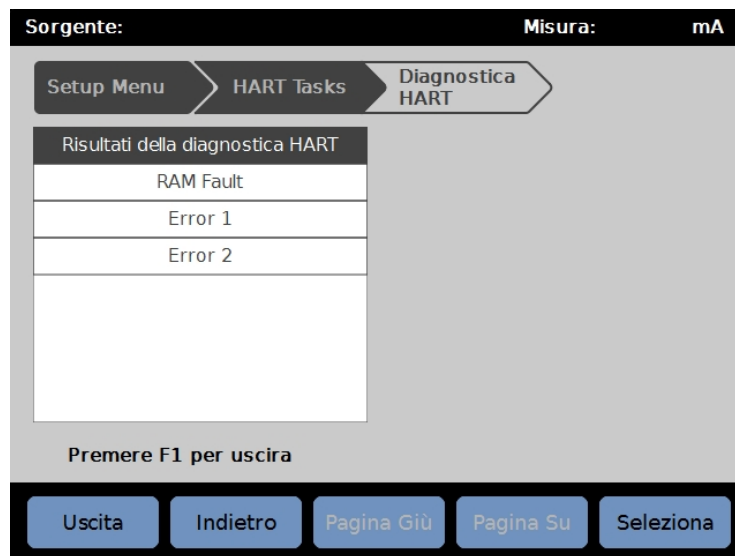 Sorgente: Misura: mA
Setup Menu HART Tasks Diagnostica
HART
Risultati della diagnostica HART
RAM Fault
Error 1
Error 2
Premere F1 per uscira
Uscita Indietro Pagina Giù Pagina Su Seleziona